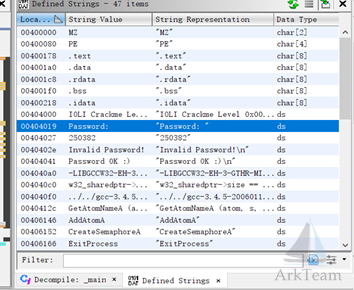 Defined Strings - 47 items
Loca... String Value String Representation Data Type
00400000 MZ "MZ" char[2]
00400080 PE "PE" char[4]
00400178 .text ".text" char[8]
004001a0 .data ".data" char[8]
004001c8 .rdata ".rdata" char[8]
004001f0 .bss ".bss" char[8]
00400218 .idata ".idata" char[8]
00404000 IOLI Crackme Le... "IOLI Crackme Level 0x00... ds
00404019 Password: "Password: " ds
00404027 250382 "250382" ds
0040402e Invalid Password! "Invalid Password!\n" ds
00404041 Password OK :) "Password OK :)\n" ds
004040a0 -LIBGCCW32-EH-3... "-LIBGCCW32-EH-3-GTHR-MI... ds
004040c0 w32_sharedptr->... "w32_sharedptr->size == ... ds
004040f0 ../../gcc-3.4.5... "../../gcc-3.4.5-2006011... ds
0040412c GetAtomNameA (a... "GetAtomNameA (atom, s, ... ds
00406146 AddAtomA "AddAtomA" ds
00406152 CreateSemaphoreA "CreateSemaphoreA" ds
00406166 ExitProcess "ExitProcess" ds
Filter:
Decompile: _main × Defined Strings ×
ArkTeam